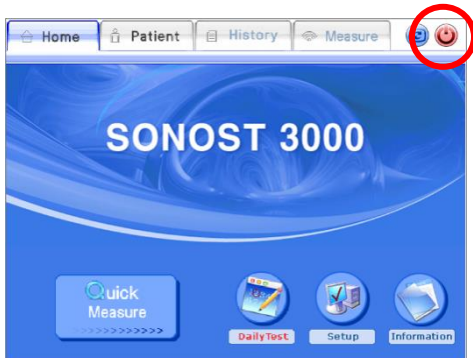 Home Patient History Measure
SONOST 3000
Quick
Measure
>>>>>>>>>>>>
DailyTest Setup Information